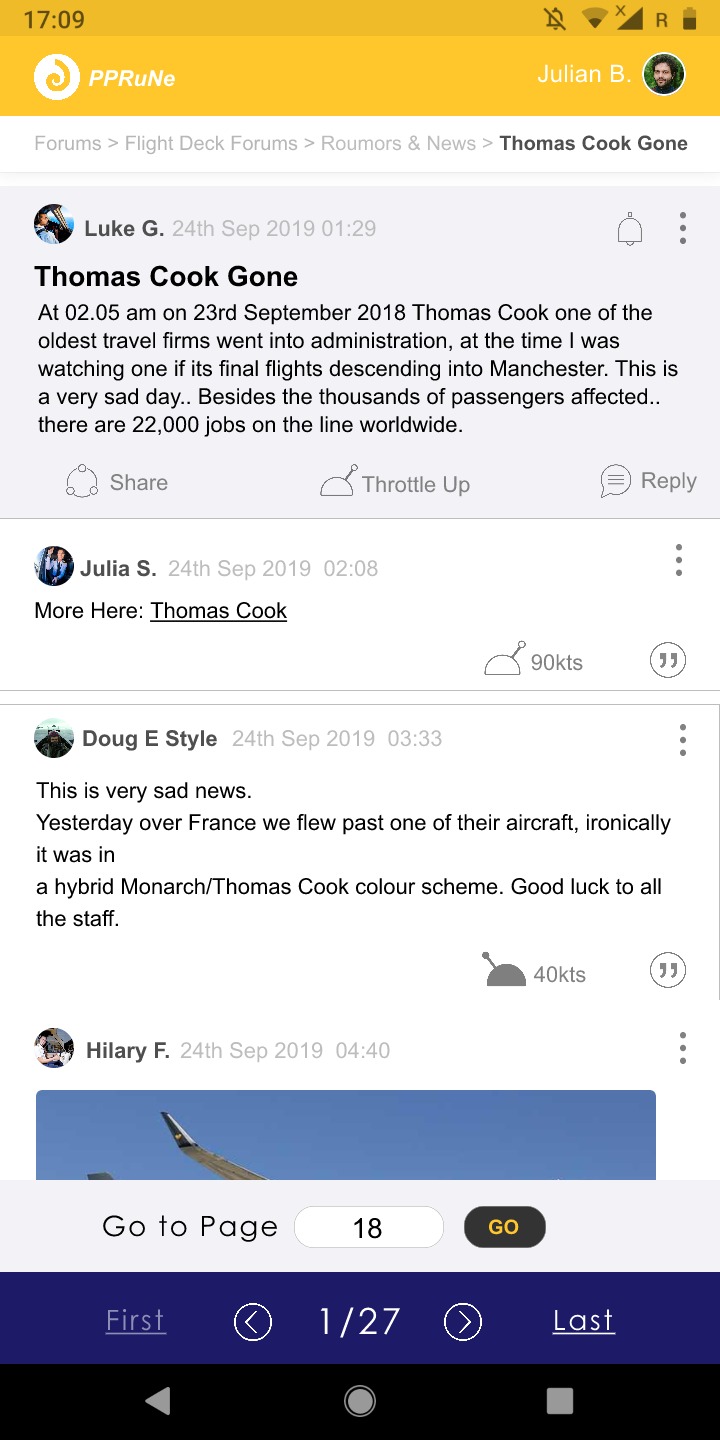 17:09
X R
PPRuNe
Julian B.
Forums > Flight Deck Forums > Roumors & News > Thomas Cook Gone
Luke G. 24th Sep 2019 01:29
Thomas Cook Gone
At 02.05 am on 23rd September 2018 Thomas Cook one of the
oldest travel firms went into administration, at the time I was
watching one if its final flights descending into Manchester. This is
a very sad day.. Besides the thousands of passengers affected..
there are 22,000 jobs on the line worldwide.
Share Throttle Up Reply
Julia S. 24th Sep 2019 02:08
More Here: Thomas Cook
90kts
Doug E Style 24th Sep 2019 03:33
This is very sad news.
Yesterday over France we flew past one of their aircraft, ironically
it was in
a hybrid Monarch/Thomas Cook colour scheme. Good luck to all
the staff.
40kts
Hilary F. 24th Sep 2019 04:40
Go to Page 18 GO
First 1/27 Last